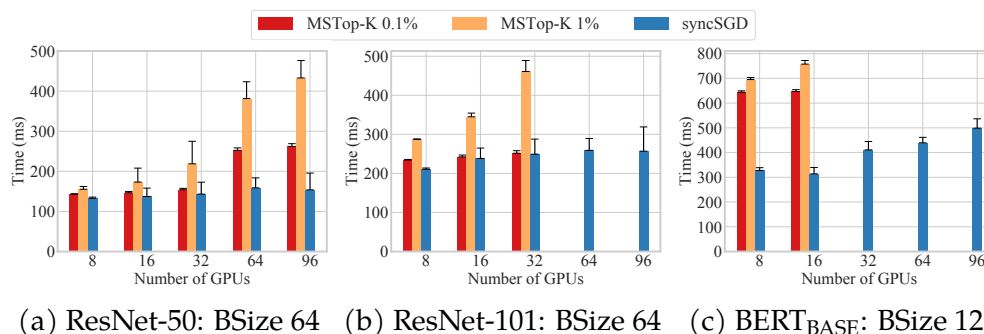 MSTop-K 0.1% MSTop-K 1% syncSGD
500
400
300
200
100
0
Time (ms)
8 16 32 64 96
Number of GPUs
(a) ResNet-50: BSize 64
500
400
300
200
100
0
Time (ms)
8 16 32 64 96
Number of GPUs
(b) ResNet-101: BSize 64
800
700
600
500
400
300
200
100
0
Time (ms)
8 16 32 64 96
Number of GPUs
(c) BERTBASE: BSize 12